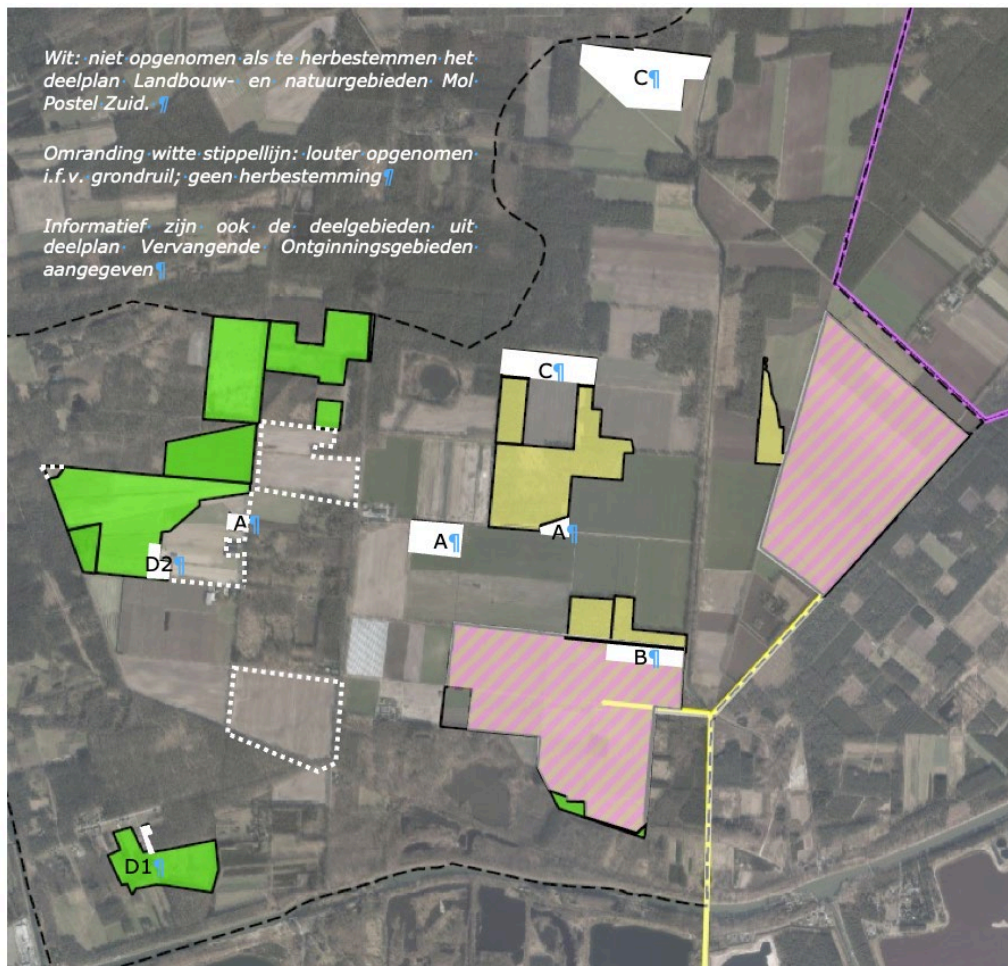 Wit: niet opgenomen als te herbestemmen het
deelplan Landbouw- en natuurgebieden Mol
Postel Zuid. ¶
Omranding witte stippellijn: louter opgenomen
i.f.v. grondruil; geen herbestemming¶
Informatief zijn ook de deelgebieden uit
deelplan Vervangende Ontginningsgebieden
aangegeven¶
C¶
C¶
A¶
A¶
A¶
D2¶
B¶
D1¶